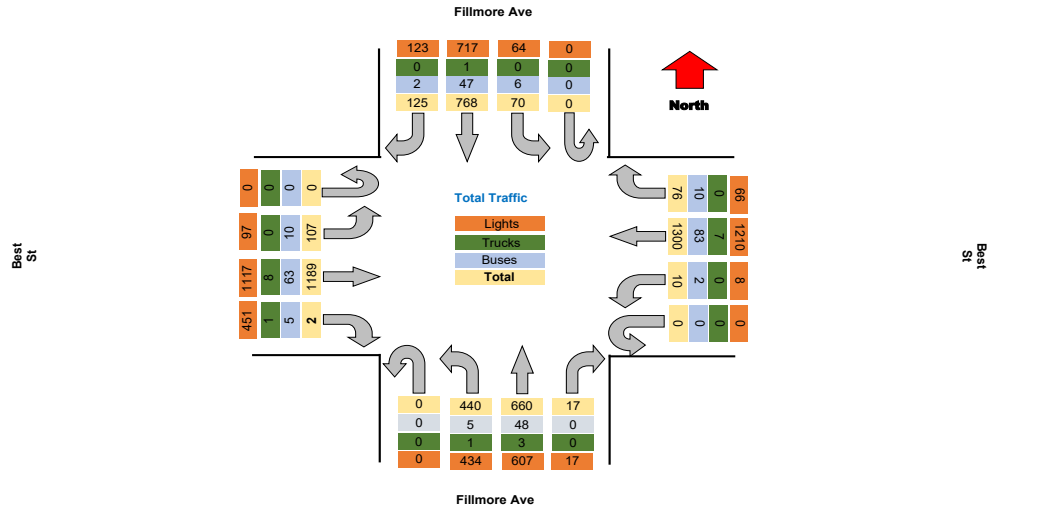 Fillmore Ave
123 717 64 0
0 1 0 0
2 47 6 0
125 768 70 0
North
0 0 0 0
97 0 10 107
1117 8 63 1189
451 1 5 2
Best
St
Total Traffic
Lights
Trucks
Buses
Total
76 10 0 66
1300 83 7 1210
10 2 0 8
0 0 0 0
Best
St
0 440 660 17
0 5 48 0
0 1 3 0
0 434 607 17
Fillmore Ave